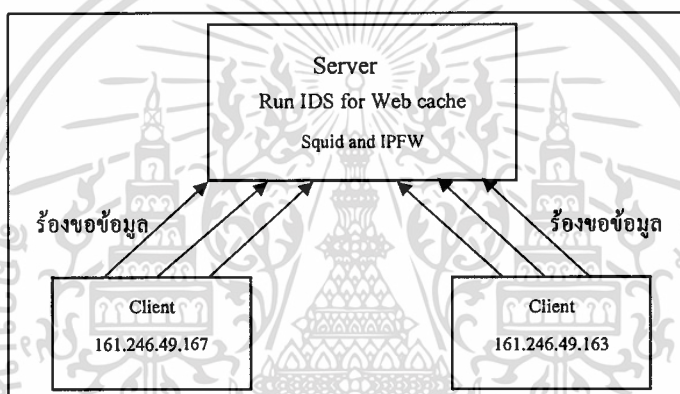 Server
Run IDS for Web cache
Squid and IPFW
ร้องขอข้อมูล
ร้องขอข้อมูล
Client
161.246.49.167
Client
161.246.49.163